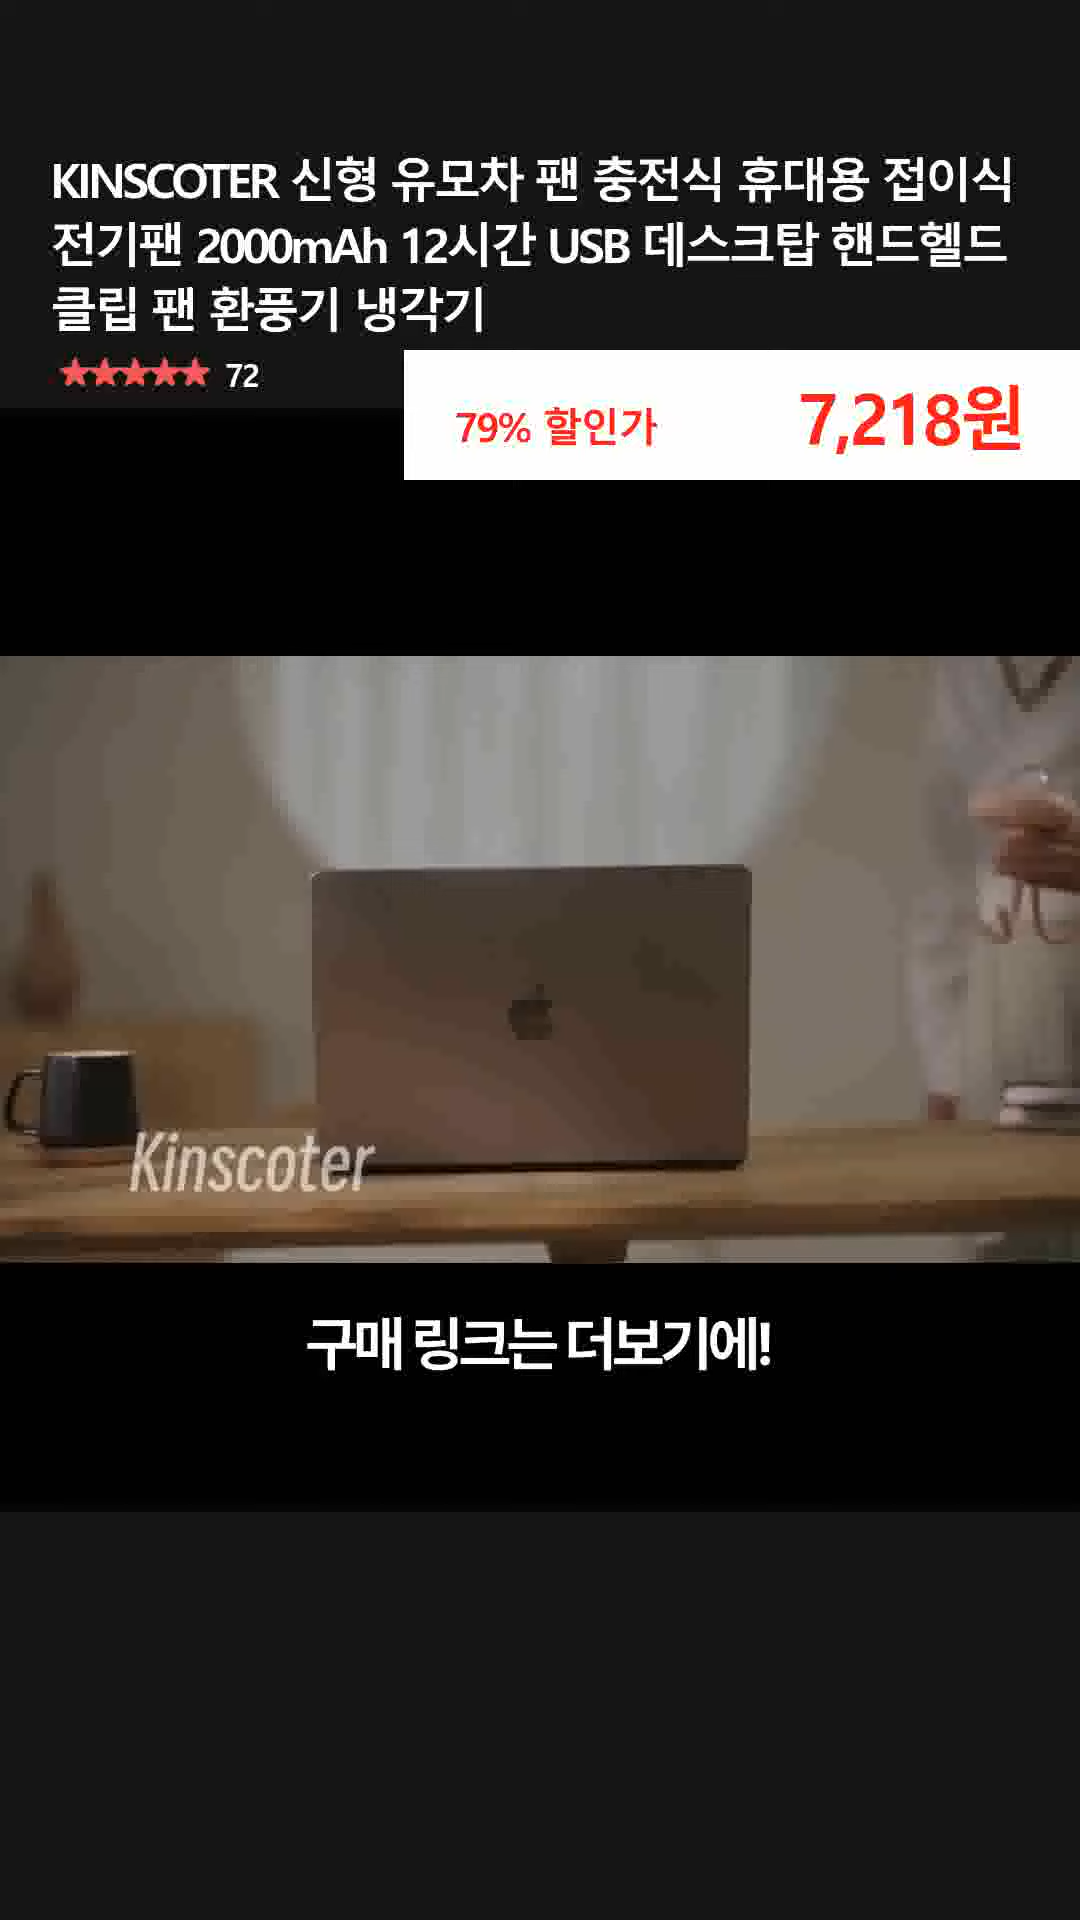 KINSCOTER 신형 유모차 팬 충전식 휴대용 접이식
전기팬 2000mAh 12시간 USB 데스크탑 핸드헬드
클립 팬 환풍기 냉각기
★★★★★ 72
79% 할인가 7,218원
Kinscoter
구매 링크는 더보기에!